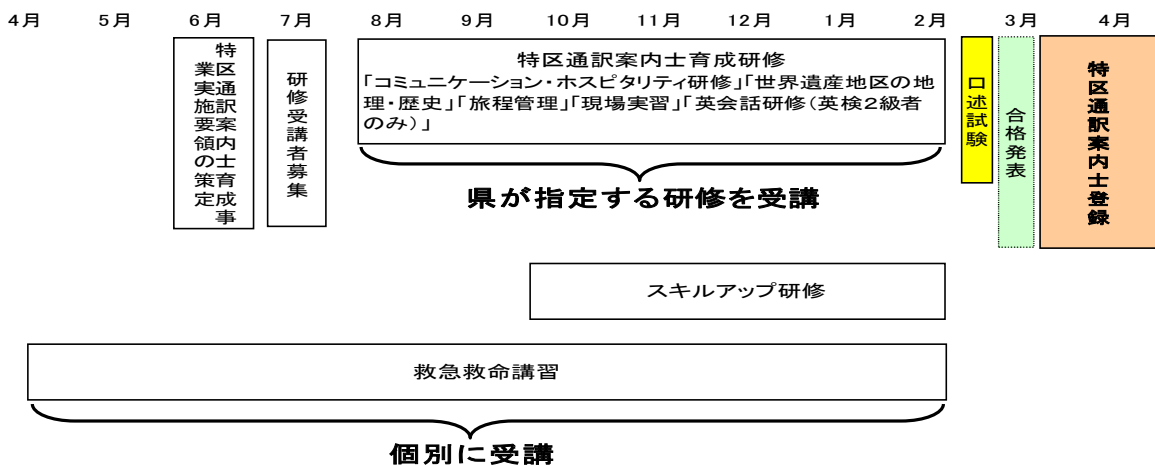 4月 5月 6月 7月 8月 9月 10月 11月 12月 1月 2月 3月 4月
特区通訳案内士育成事
業実施要領の策定
研修受講者募集
特区通訳案内士育成研修
「コミュニケーション・ホスピタリティ研修」「世界遺産地区の地
理・歴史」「旅程管理」「現場実習」「英会話研修(英検2級者
のみ)」
口述試験
合格発表
特区通訳案内士登録
県が指定する研修を受講
スキルアップ研修
救急救命講習
個別に受講